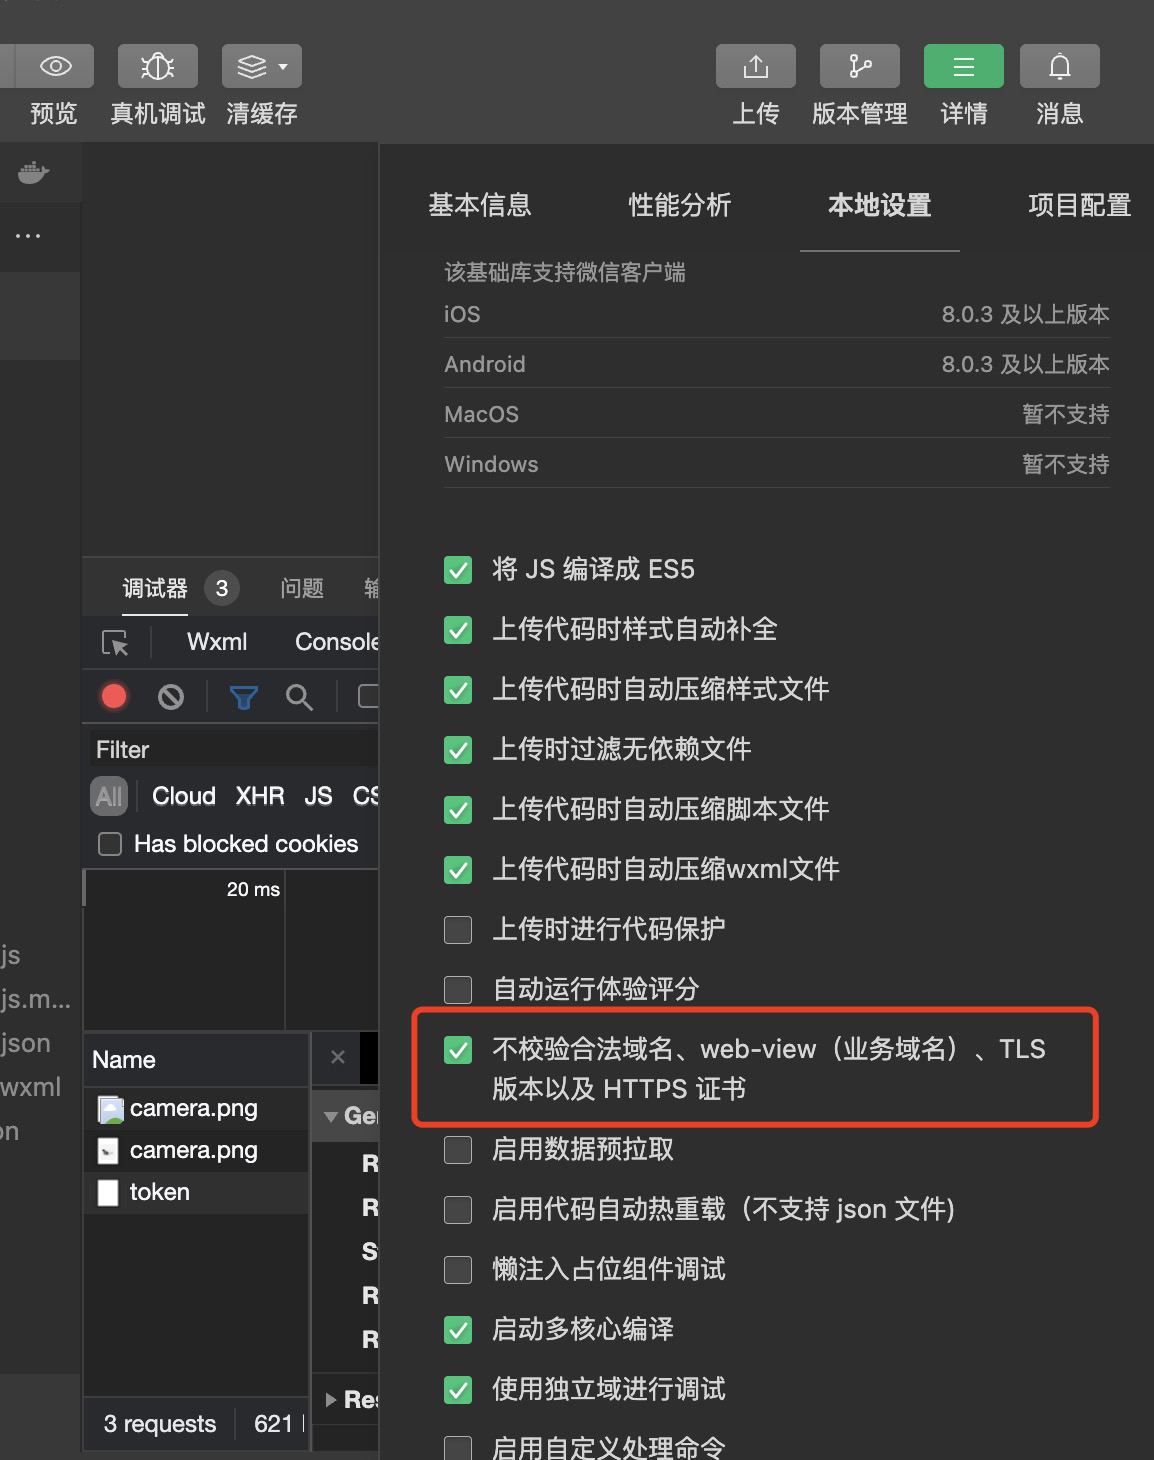 预览
真机调试
清缓存
上传
版本管理
详情
消息
基本信息
性能分析
本地设置
项目配置
该基础库支持微信客户端
iOS 8.0.3 及以上版本
Android 8.0.3 及以上版本
MacOS 暂不支持
Windows 暂不支持
将 JS 编译成 ES5
上传代码时样式自动补全
上传代码时自动压缩样式文件
上传时过滤无依赖文件
上传代码时自动压缩脚本文件
上传代码时自动压缩wxml文件
上传时进行代码保护
自动运行体验评分
不校验合法域名、web-view（业务域名）、TLS
版本以及 HTTPS 证书
启用数据预拉取
启用代码自动热重载（不支持 json 文件)
懒注入占位组件调试
启动多核心编译
使用独立域进行调试
启用自定义处理命令
调试器 3 问题
Wxml Console
Filter
All Cloud XHR JS CS
Has blocked cookies
20 ms
js
js.m...
json
wxml
on
Name
camera.png
camera.png
token
Ge
R
R
S
R
R
Res
3 requests 621